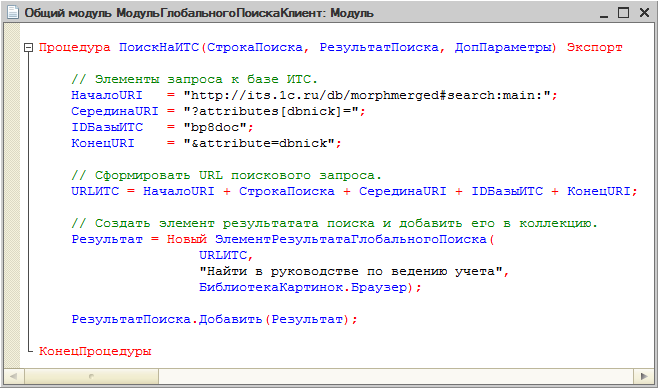 Общий модуль МодульГлобальногоПоискаКлиент: Модуль
Процедура ПоискНаИТС(СтрокаПоиска, РезультатПоиска, ДопПараметры) Экспорт
// Элементы запроса к базе ИТС.
НачалоURI = "http://its.1c.ru/db/morphmerged#search:main:";
СерединаURI = "?attributes[dbnick]=";
IDБазыИТС = "bp8doc";
КонецURI = "&attribute=dbnick";
// Сформировать URL поискового запроса.
URLИТС = НачалоURI + СтрокаПоиска + СерединаURI + IDБазыИТС + КонецURI;
// Создать элемент результатата поиска и добавить его в коллекцию.
Результат = Новый ЭлементРезультатаГлобальногоПоиска(
URLИТС,
"Найти в руководстве по ведению учета",
БиблиотекаКартинок.Браузер);
РезультатПоиска.Добавить(Результат);
КонецПроцедуры